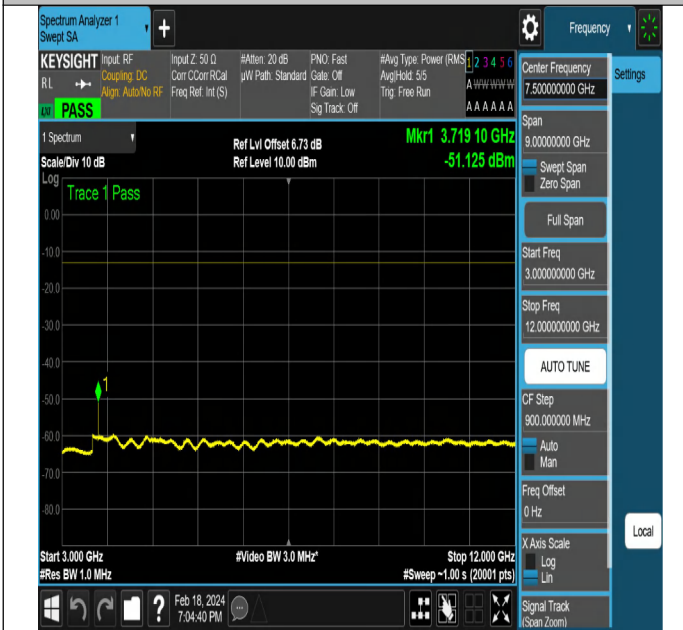 Spectrum Analyzer 1
Swept SA
+
Frequency
KEYSIGHT
RL
LXI
PASS
Input: RF
Coupling: DC
Align: Auto/No RF
Input Z: 50 Ω
Corr CCorr RCal
Freq Ref: Int (S)
#Atten: 20 dB
µW Path: Standard
PNO: Fast
Gate: Off
IF Gain: Low
Sig Track: Off
#Avg Type: Power (RMS
Avg|Hold: 5/5
Trig: Free Run
1 2 3 4 5 6
A W W W W W
A A A A A A
1 Spectrum
Scale/Div 10 dB
Ref Lvl Offset 6.73 dB
Ref Level 10.00 dBm
Mkr1 3.719 10 GHz
-51.125 dBm
Log
Trace 1 Pass
0.00
-10.0
-20.0
-30.0
-40.0
1
-50.0
-60.0
-70.0
-80.0
Start 3.000 GHz
#Res BW 1.0 MHz
#Video BW 3.0 MHz*
Stop 12.000 GHz
#Sweep ~1.00 s (20001 pts)
?
Feb 18, 2024
7:04:40 PM
Center Frequency
7.500000000 GHz
Span
9.00000000 GHz
Swept Span
Zero Span
Full Span
Start Freq
3.000000000 GHz
Stop Freq
12.000000000 GHz
AUTO TUNE
CF Step
900.000000 MHz
Auto
Man
Freq Offset
0 Hz
X Axis Scale
Log
Lin
Signal Track
(Span Zoom)
Settings
Local